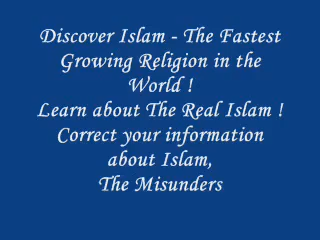 Discover Islam - The Fastest
Growing Religion in the
World !
Learn about The Real Islam !
Correct your information
about Islam,
The Misunders